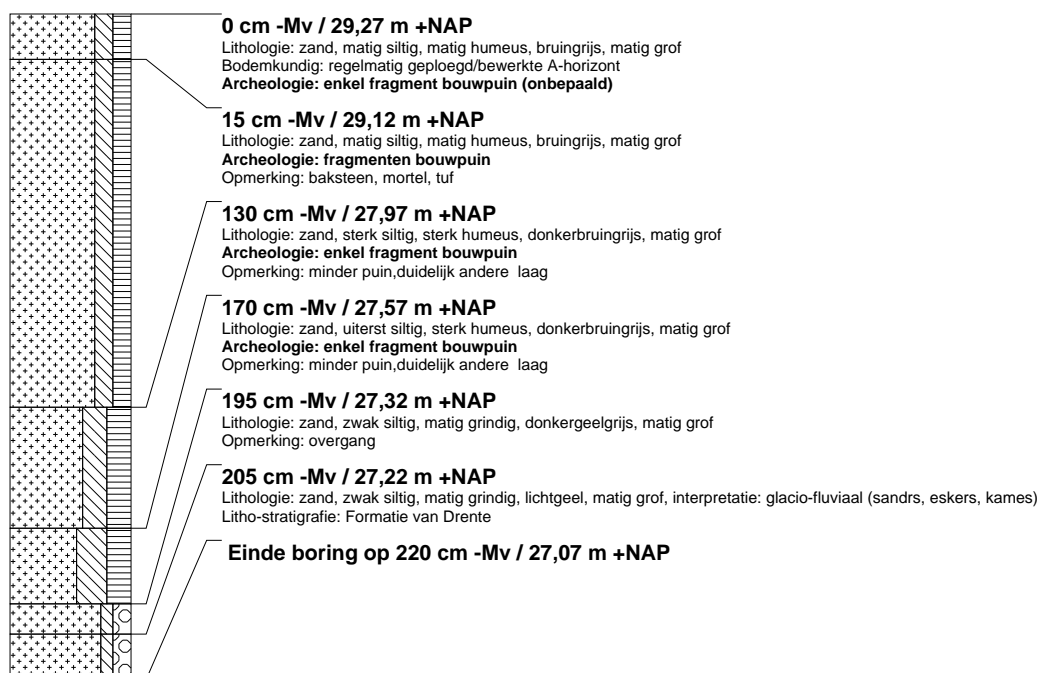 0 cm -Mv / 29,27 m +NAP
Lithologie: zand, matig siltig, matig humeus, bruingrijs, matig grof
Bodemkundig: regelmatig geploegd/bewerkte A-horizont
Archeologie: enkel fragment bouwpuin (onbepaald)
15 cm -Mv / 29,12 m +NAP
Lithologie: zand, matig siltig, matig humeus, bruingrijs, matig grof
Archeologie: fragmenten bouwpuin
Opmerking: baksteen, mortel, tuf
130 cm -Mv / 27,97 m +NAP
Lithologie: zand, sterk siltig, sterk humeus, donkerbruingrijs, matig grof
Archeologie: enkel fragment bouwpuin
Opmerking: minder puin,duidelijk andere  laag
170 cm -Mv / 27,57 m +NAP
Lithologie: zand, uiterst siltig, sterk humeus, donkerbruingrijs, matig grof
Archeologie: enkel fragment bouwpuin
Opmerking: minder puin,duidelijk andere  laag
195 cm -Mv / 27,32 m +NAP
Lithologie: zand, zwak siltig, matig grindig, donkergeelgrijs, matig grof
Opmerking: overgang
205 cm -Mv / 27,22 m +NAP
Lithologie: zand, zwak siltig, matig grindig, lichtgeel, matig grof, interpretatie: glacio-fluviaal (sandrs, eskers, kames)
Litho-stratigrafie: Formatie van Drente
Einde boring op 220 cm -Mv / 27,07 m +NAP